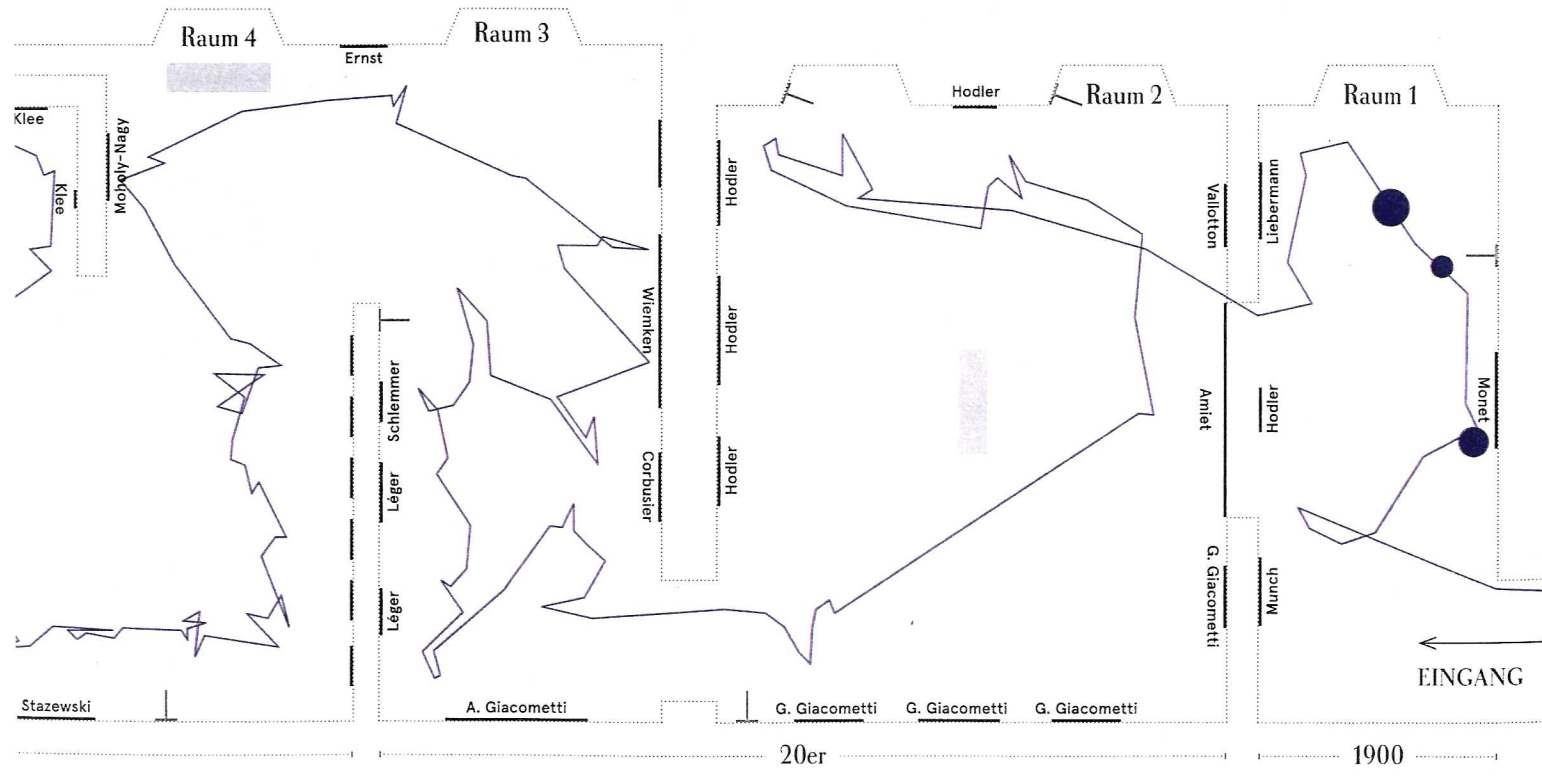 Raum 4
Raum 3
Raum 2
Raum 1
Ernst
Hodler
Klee
Klee
Moholy-Nagy
Hodler
Vallotton
Liebermann
Wiemken
Hodler
Schlemmer
Amiet
Hodler
Monet
Léger
Corbusier
Hodler
Léger
G. Giacometti
Munch
EINGANG
Stazewski
A. Giacometti
G. Giacometti
G. Giacometti
G. Giacometti
20er
1900